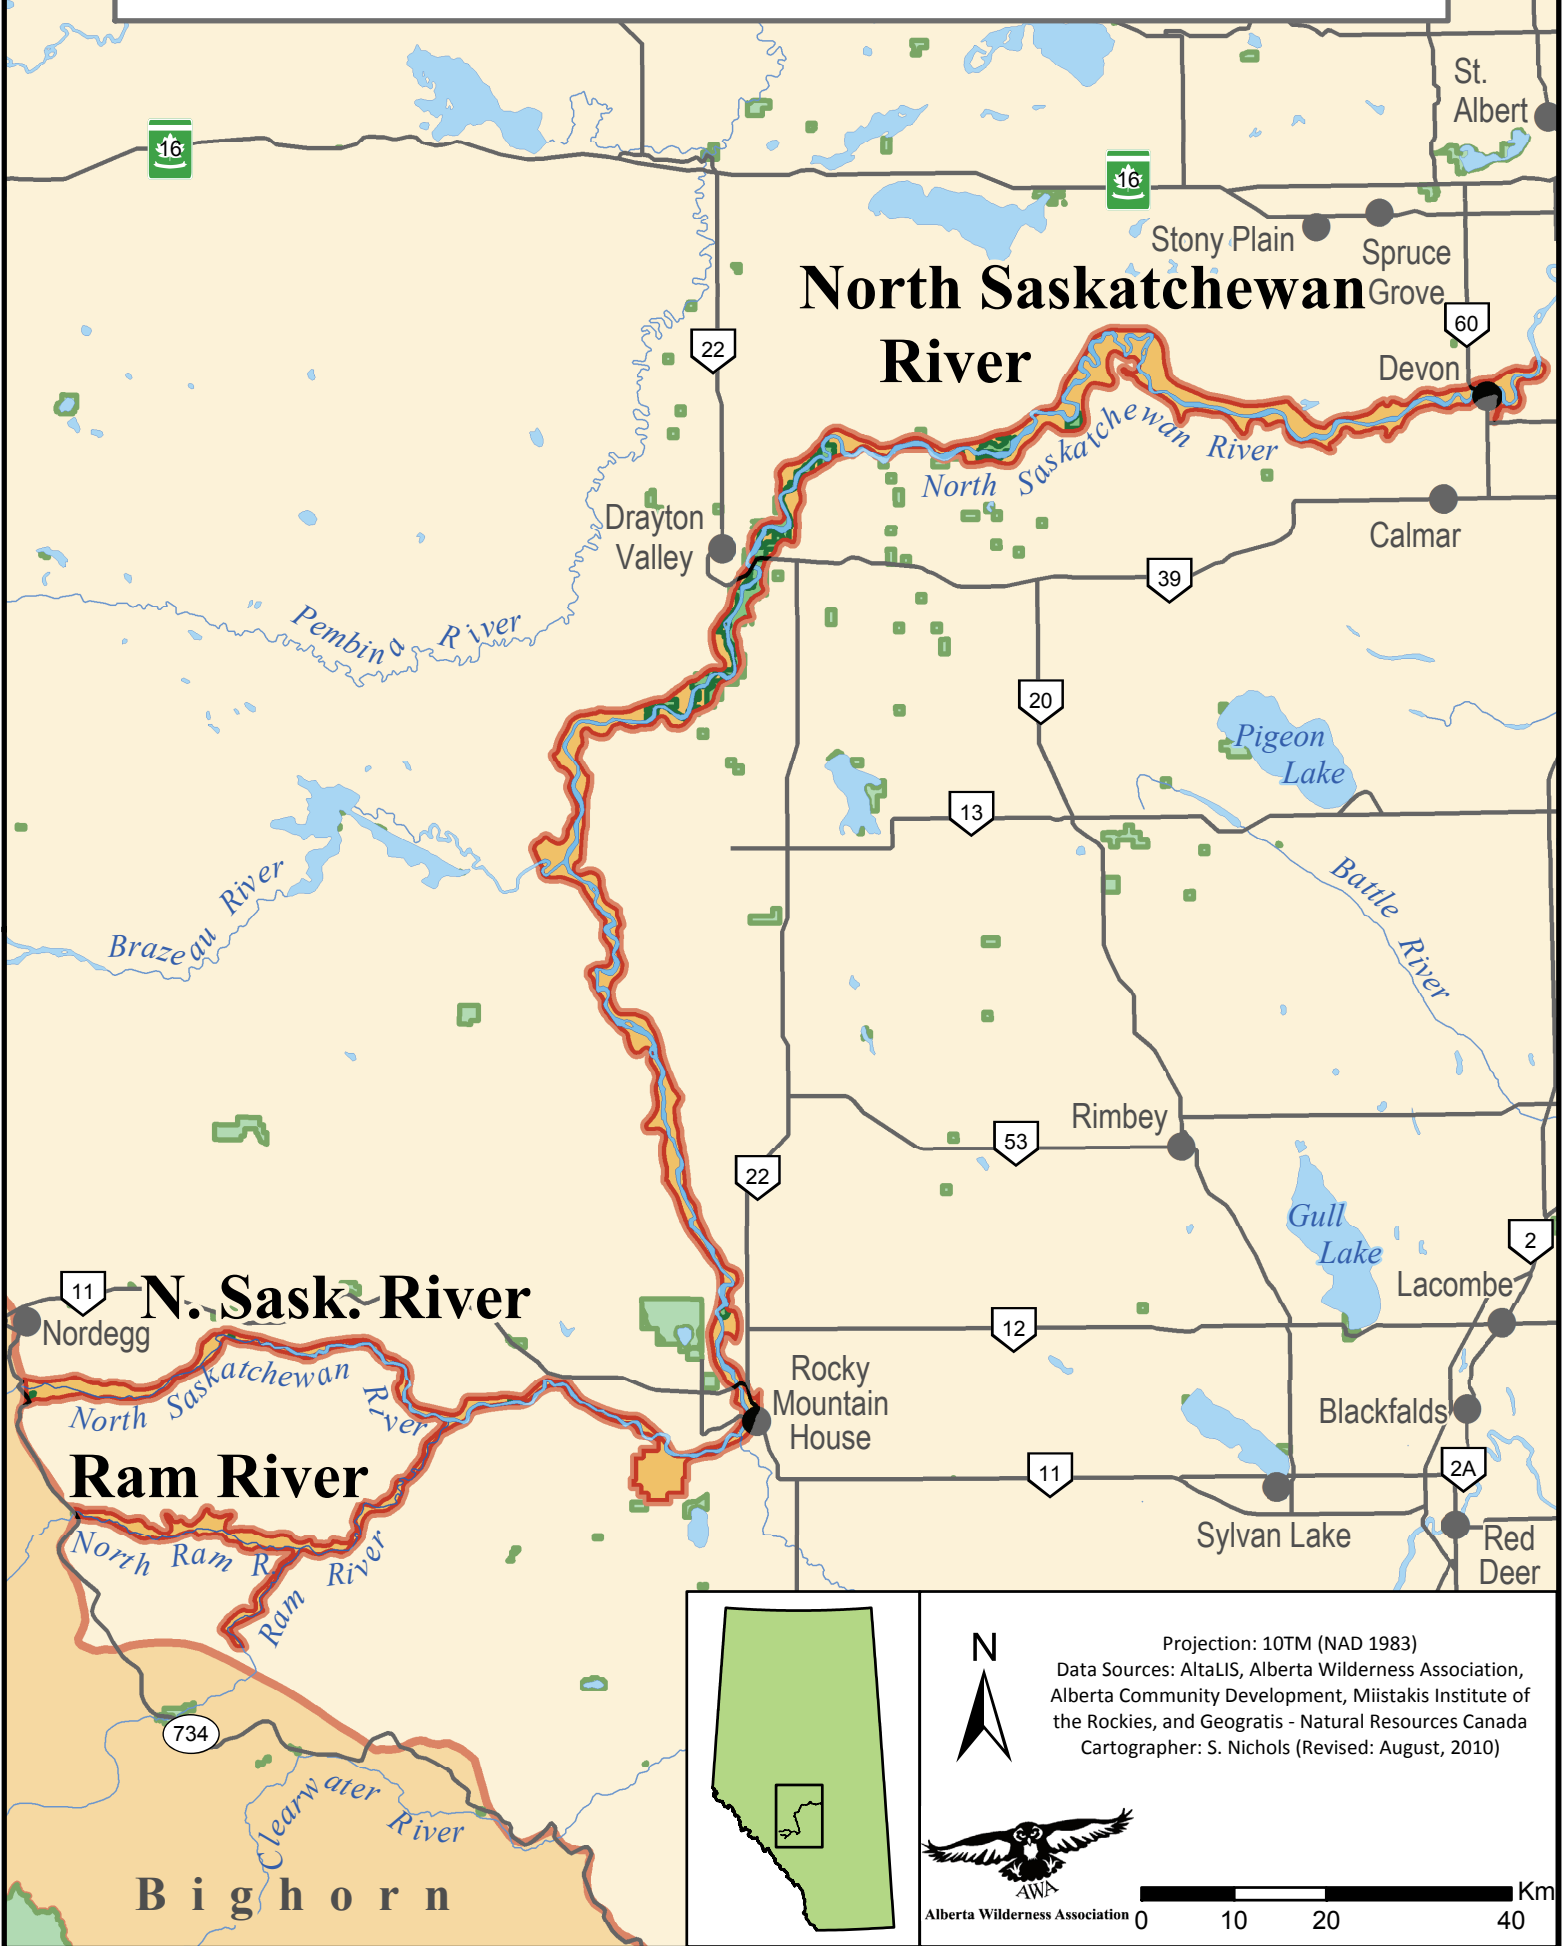 St.
Albert
16
16
Stony Plain
Spruce
Grove
North Saskatchewan
River
60
22
Devon
North Saskatchewan River
Drayton
Valley
Calmar
39
Pembina River
20
Pigeon
Lake
13
Battle River
Brazeau River
Rimbey
53
22
Gull
Lake
2
Lacombe
11
N. Sask. River
Nordegg
12
North Saskatchewan River
Rocky
Mountain
House
Blackfalds
Ram River
11
2A
North Ram R.
Ram River
Sylvan Lake
Red
Deer
734
Clearwater River
Bighorn
N
Projection: 10TM (NAD 1983)
Data Sources: AltaLIS, Alberta Wilderness Association,
Alberta Community Development, Miistakis Institute of
the Rockies, and Geogratis - Natural Resources Canada
Cartographer: S. Nichols (Revised: August, 2010)
AWA
Alberta Wilderness Association
Km
0 10 20 40